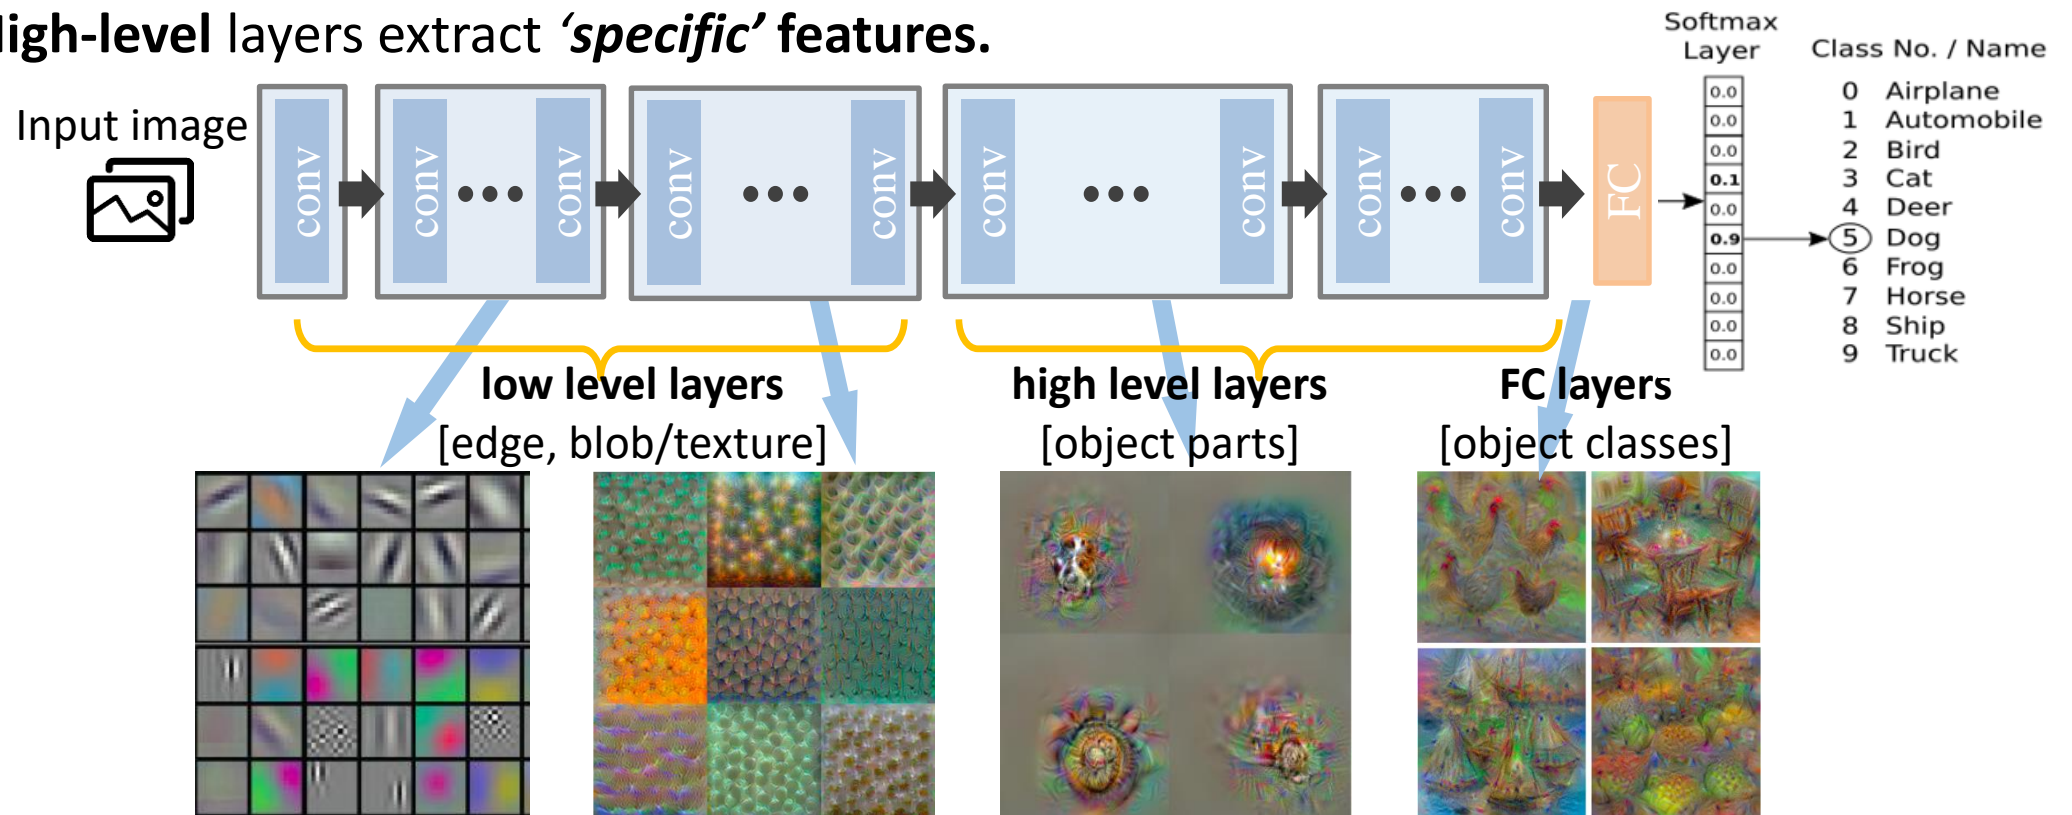 High-level layers extract ‘specific’ features.
Input image
conv
conv
conv
conv
conv
conv
conv
conv
conv
FC
Softmax
Layer
0.0
0.0
0.0
0.1
0.0
0.9
0.0
0.0
0.0
0.0
Class No. / Name
0 Airplane
1 Automobile
2 Bird
3 Cat
4 Deer
5 Dog
6 Frog
7 Horse
8 Ship
9 Truck
low level layers
[edge, blob/texture]
high level layers
[object parts]
FC layers
[object classes]